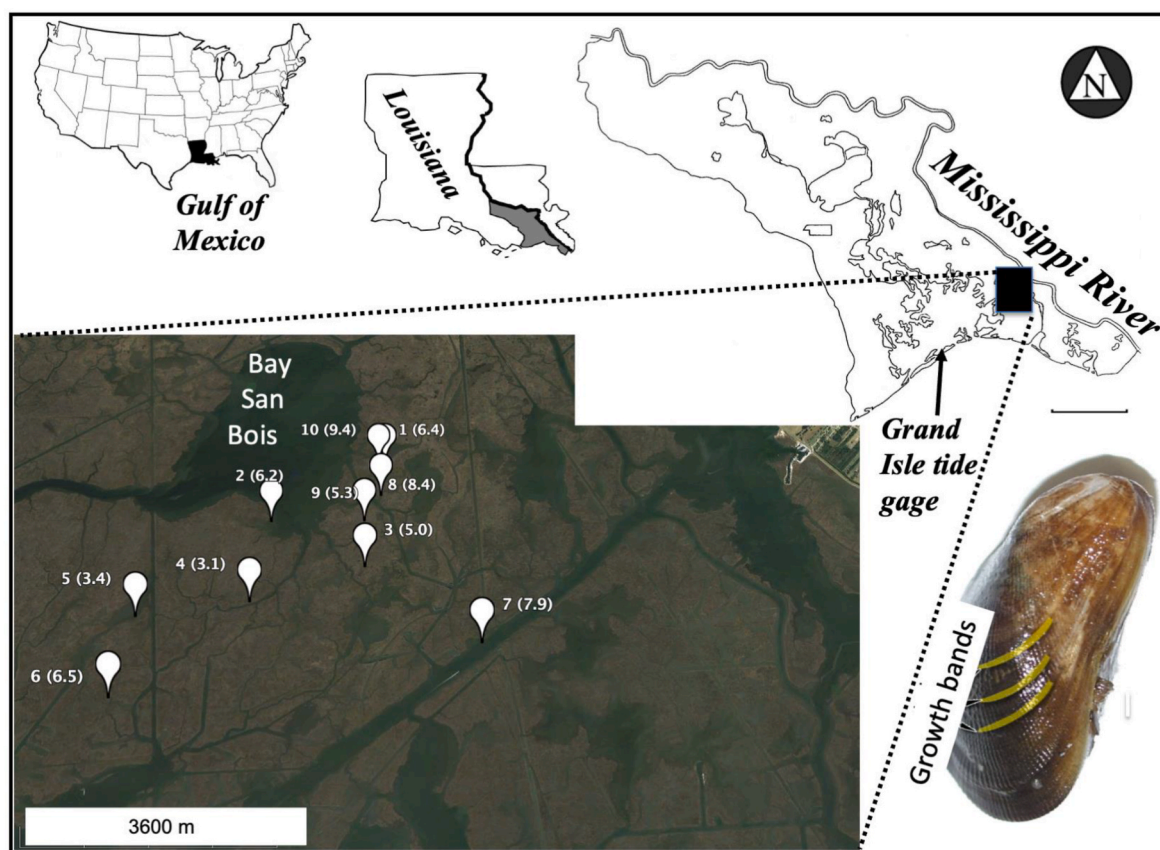 Gulf of
Mexico
Louisiana
Mississippi River
N
Grand
Isle tide
gage
Bay
San
Bois
10 (9.4)
1 (6.4)
8 (8.4)
2 (6.2)
9 (5.3)
3 (5.0)
4 (3.1)
5 (3.4)
7 (7.9)
6 (6.5)
3600 m
Growth bands